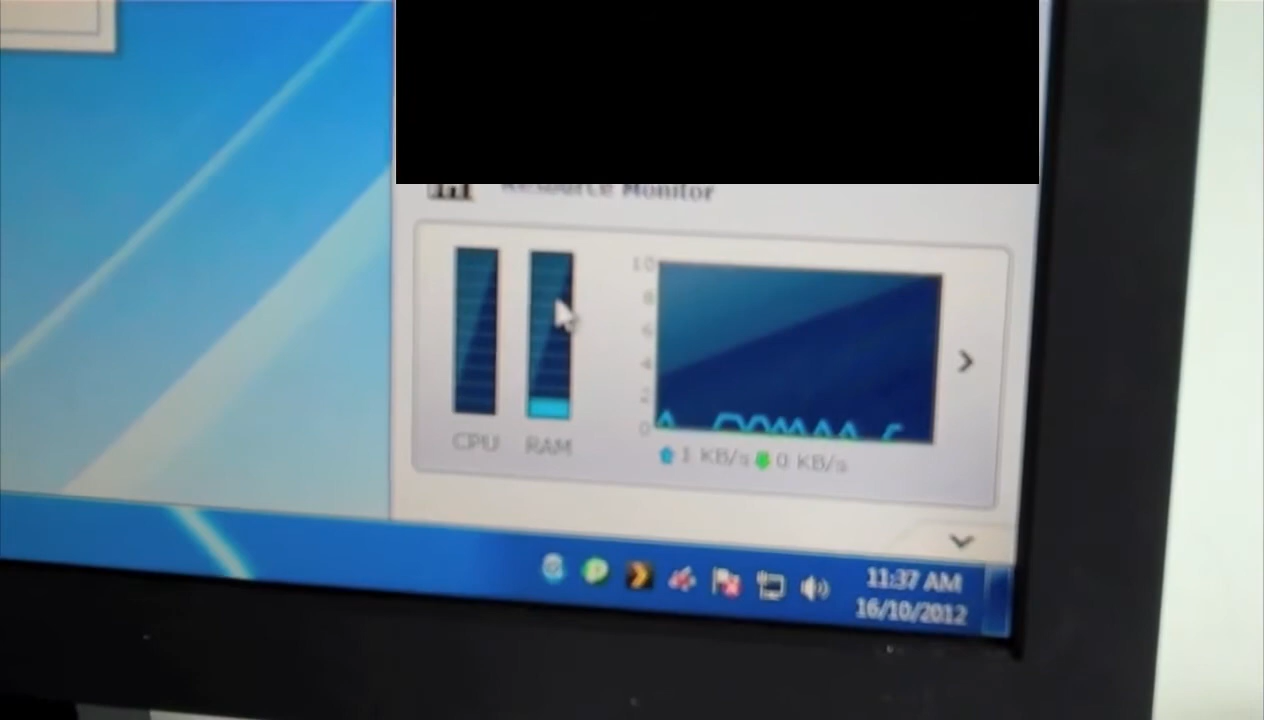 Resource Monitor
10
8
6
4
2
0
CPU RAM
1 KB/s 0 KB/s
11:37 AM
16/10/2012